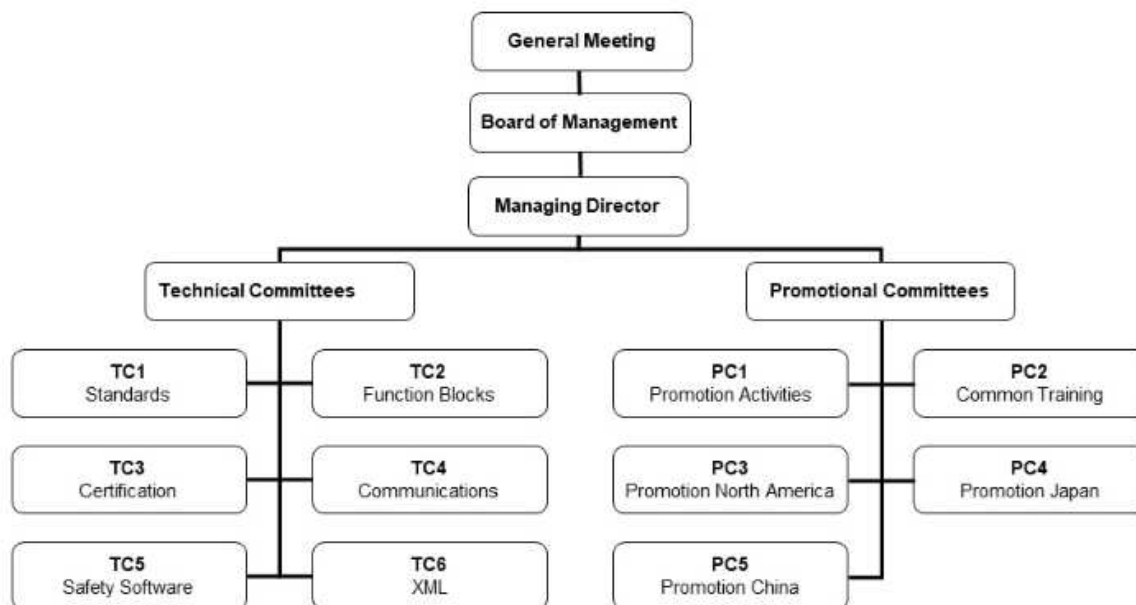 General Meeting
Board of Management
Managing Director
Technical Committees
Promotional Committees
TC1
Standards
TC2
Function Blocks
PC1
Promotion Activities
PC2
Common Training
TC3
Certification
TC4
Communications
PC3
Promotion North America
PC4
Promotion Japan
TC5
Safety Software
TC6
XML
PC5
Promotion China